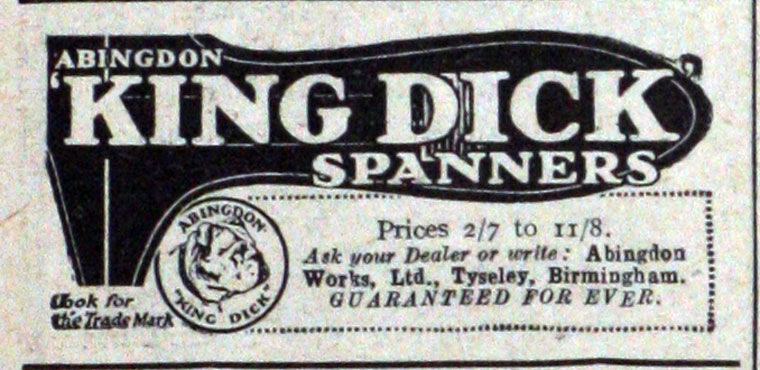 ABINGDON
'KING DICK'
SPANNERS
Prices 2/7 to 11/8.
Ask your Dealer or write: Abingdon
Works, Ltd., Tyseley, Birmingham.
GUARANTEED FOR EVER.
ABINGDON
"KING DICK"
Look for
the Trade Mark